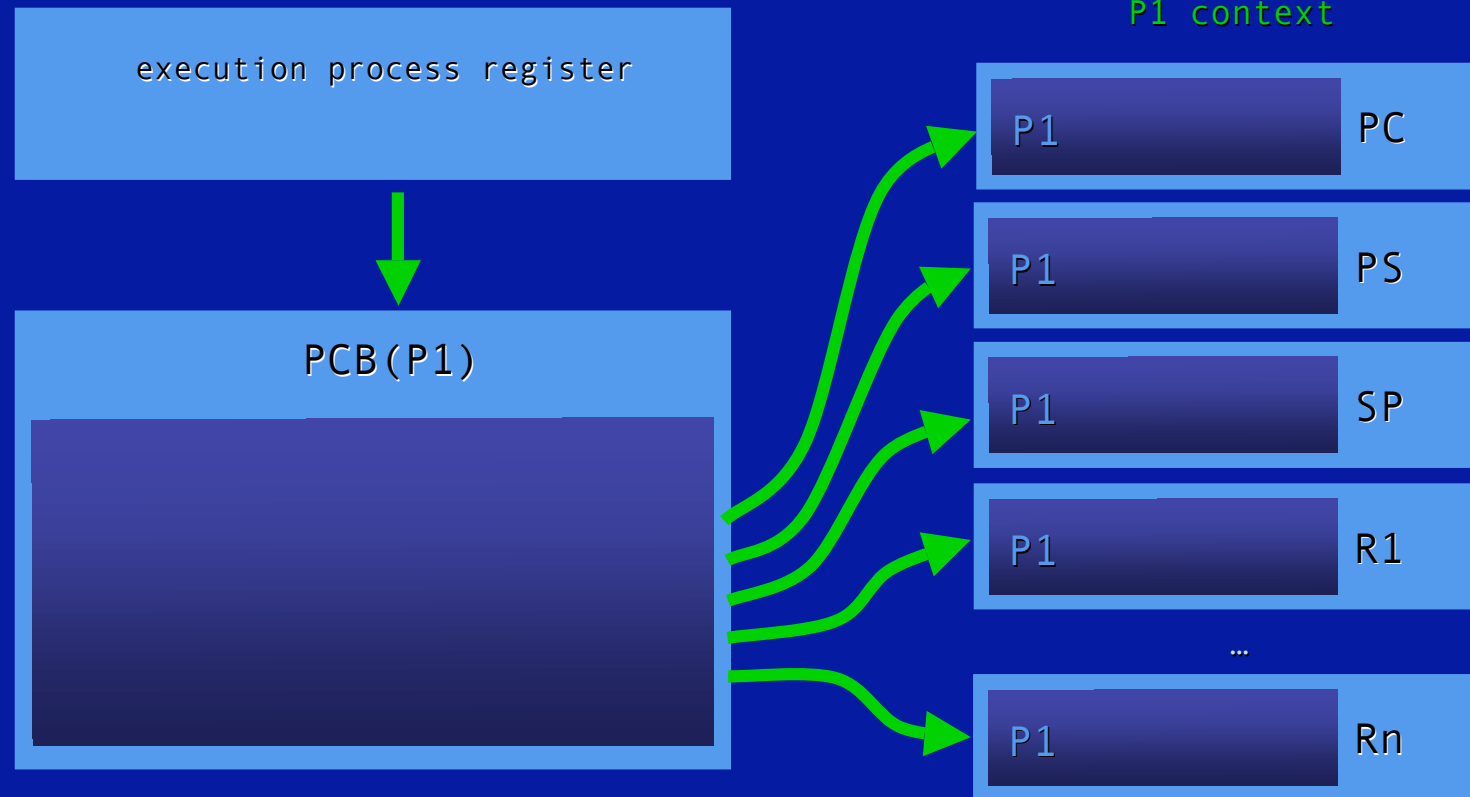 P1 context
execution process register
PCB(P1)
P1 PC
P1 PS
P1 SP
P1 R1
…
P1 Rn